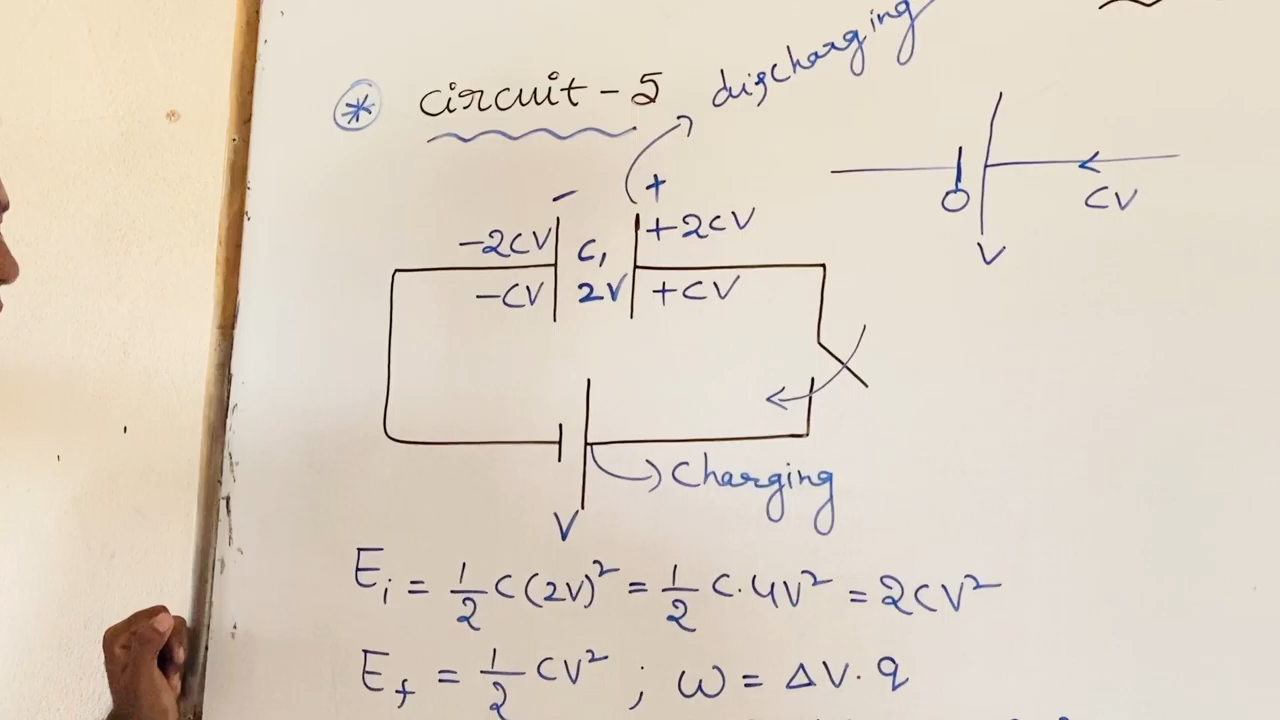 * circuit - 5
discharging
- +
-2CV C, +2CV
-CV 2V +CV
O CV
V
Charging
V
Eᵢ = 1/2 C(2V)² = 1/2 C·4V² = 2CV²
E_f = 1/2 CV² ; ω = ΔV·q